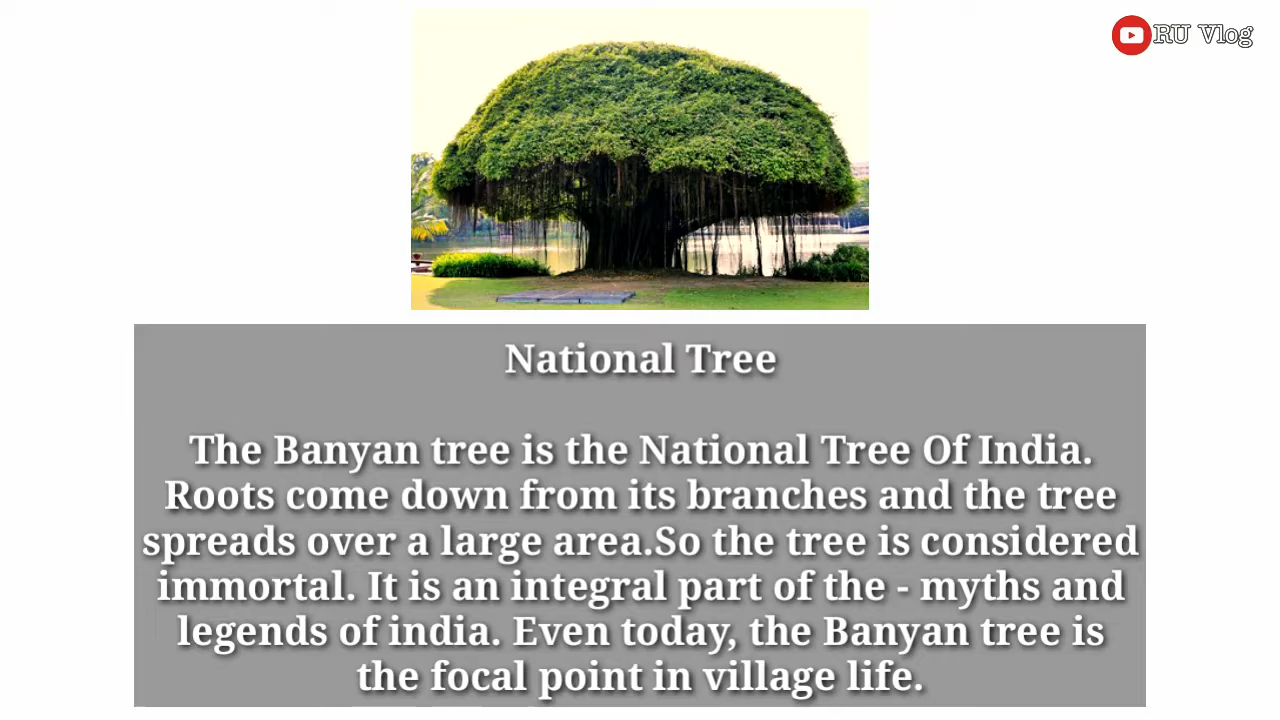 RU Vlog
National Tree
The Banyan tree is the National Tree Of India.
Roots come down from its branches and the tree
spreads over a large area.So the tree is considered
immortal. It is an integral part of the - myths and
legends of india. Even today, the Banyan tree is
the focal point in village life.